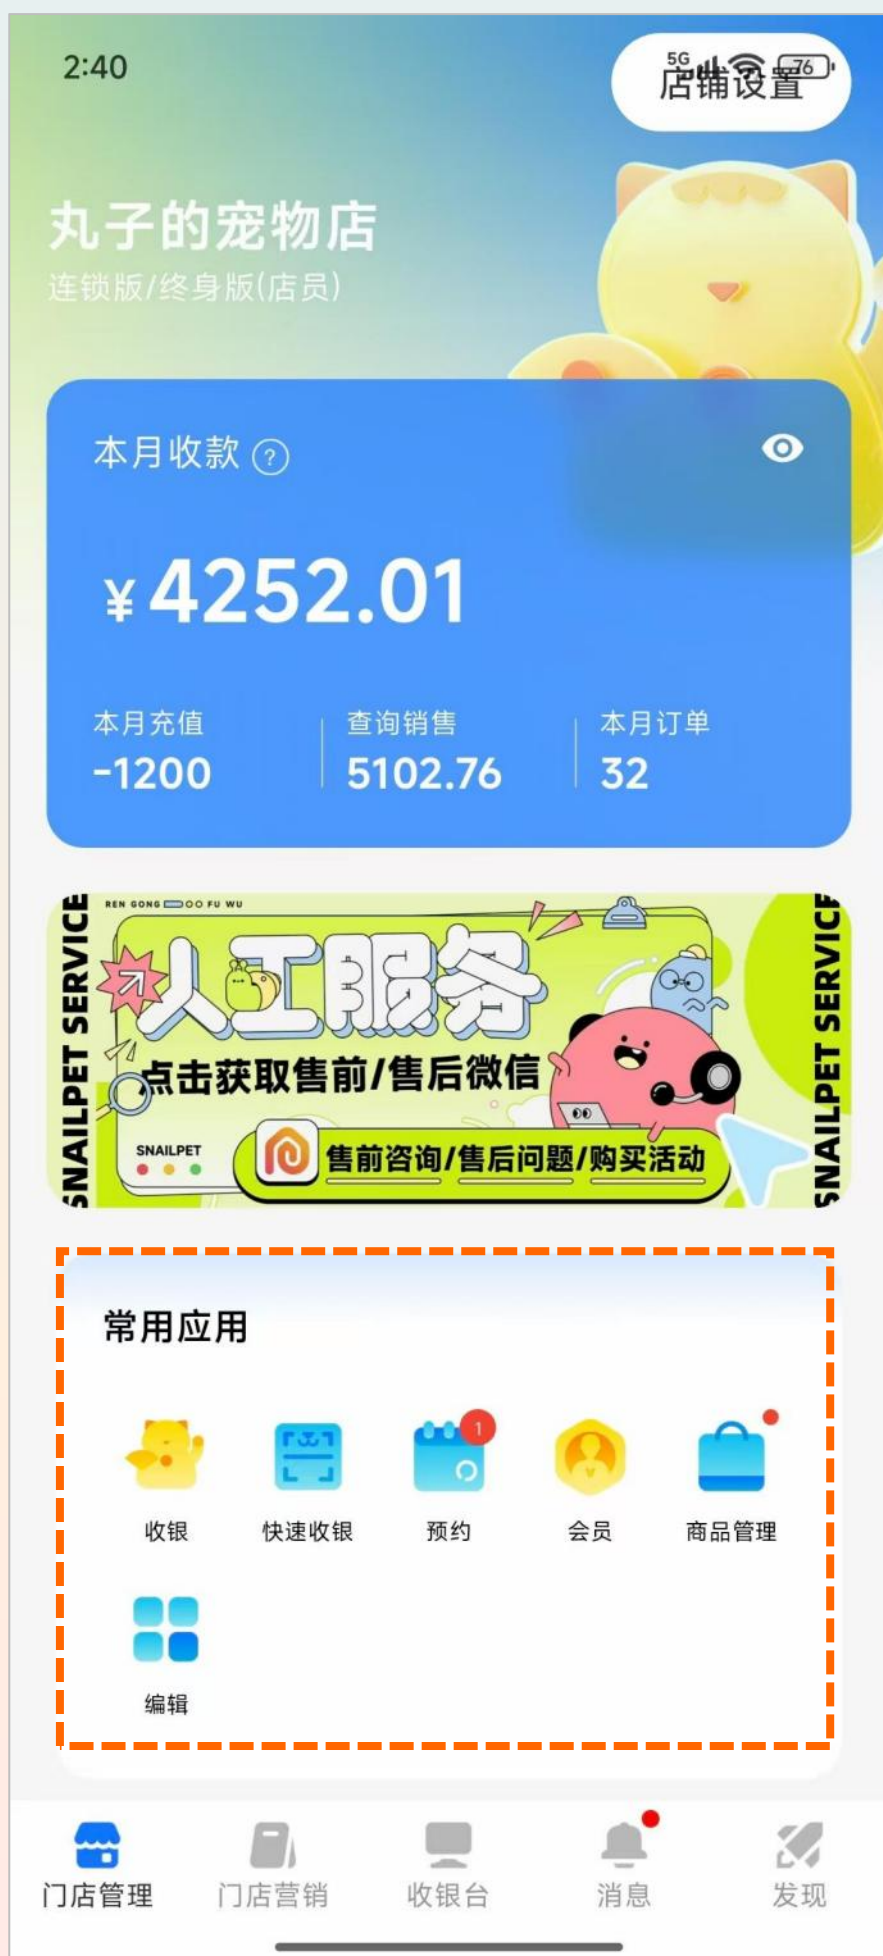 2:40
5G
76
店铺设置
丸子的宠物店
连锁版/终身版(店员)
本月收款 ?
¥4252.01
本月充值
-1200
查询销售
5102.76
本月订单
32
REN GONG FU WU
SNAILPET SERVICE
人工服务
点击获取售前/售后微信
SNAILPET
售前咨询/售后问题/购买活动
SNAILPET SERVICE
常用应用
1
收银 快速收银 预约 会员 商品管理
编辑
门店管理 门店营销 收银台 消息 发现